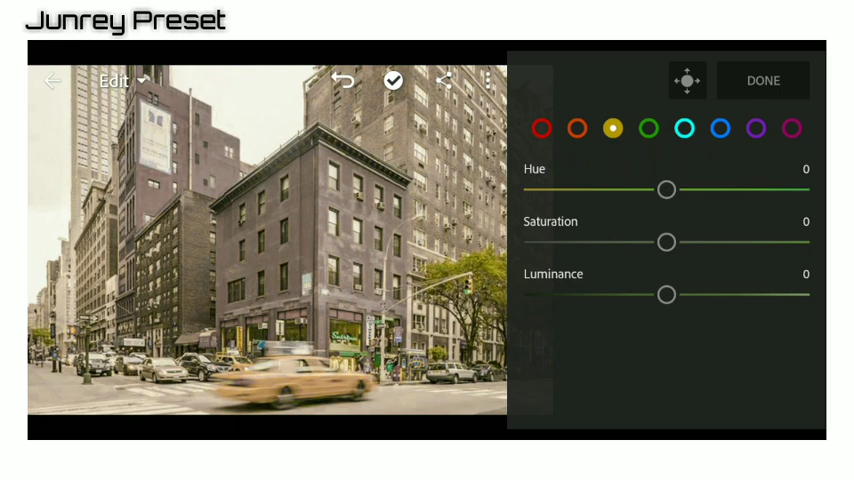 Junrey Preset
Edit
DONE
Hue 0
Saturation 0
Luminance 0